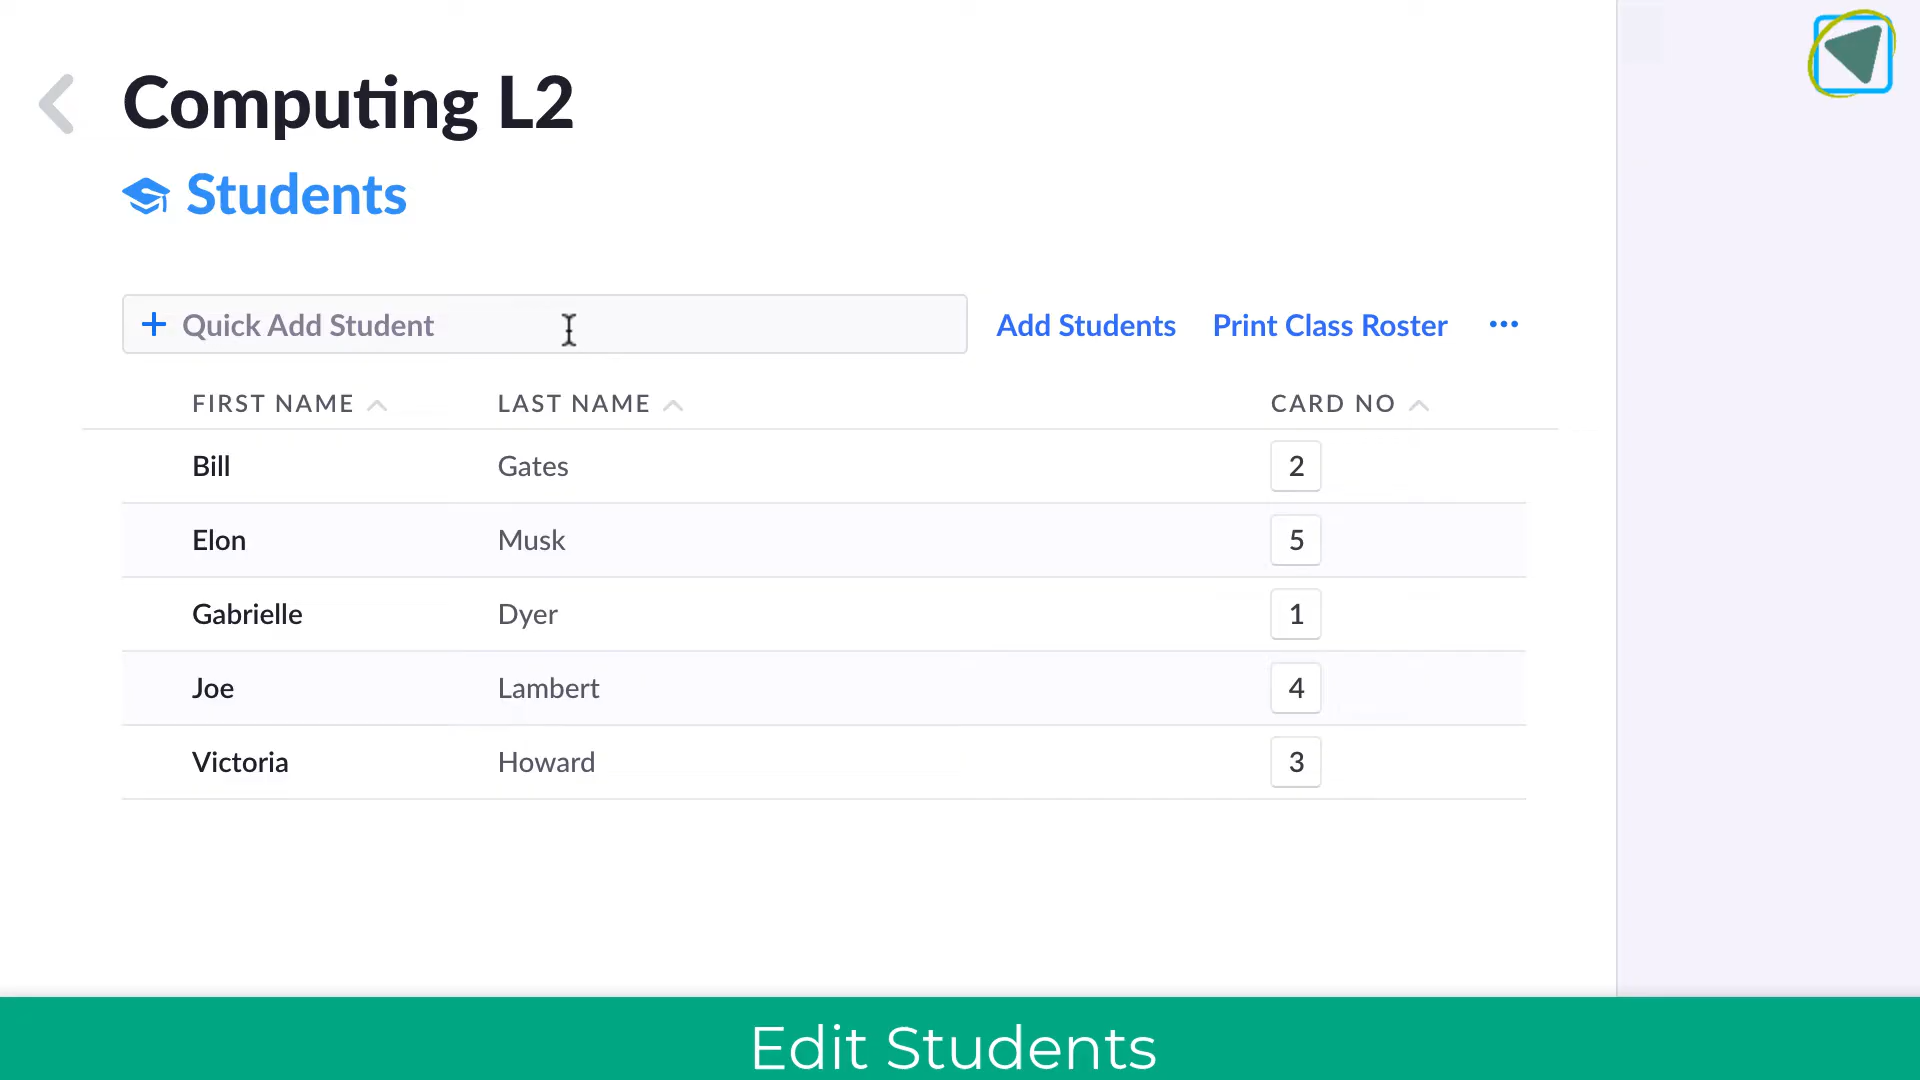 Computing L2
Students
+ Quick Add Student Add Students Print Class Roster ...
FIRST NAME LAST NAME CARD NO
Bill Gates 2
Elon Musk 5
Gabrielle Dyer 1
Joe Lambert 4
Victoria Howard 3
Edit Students